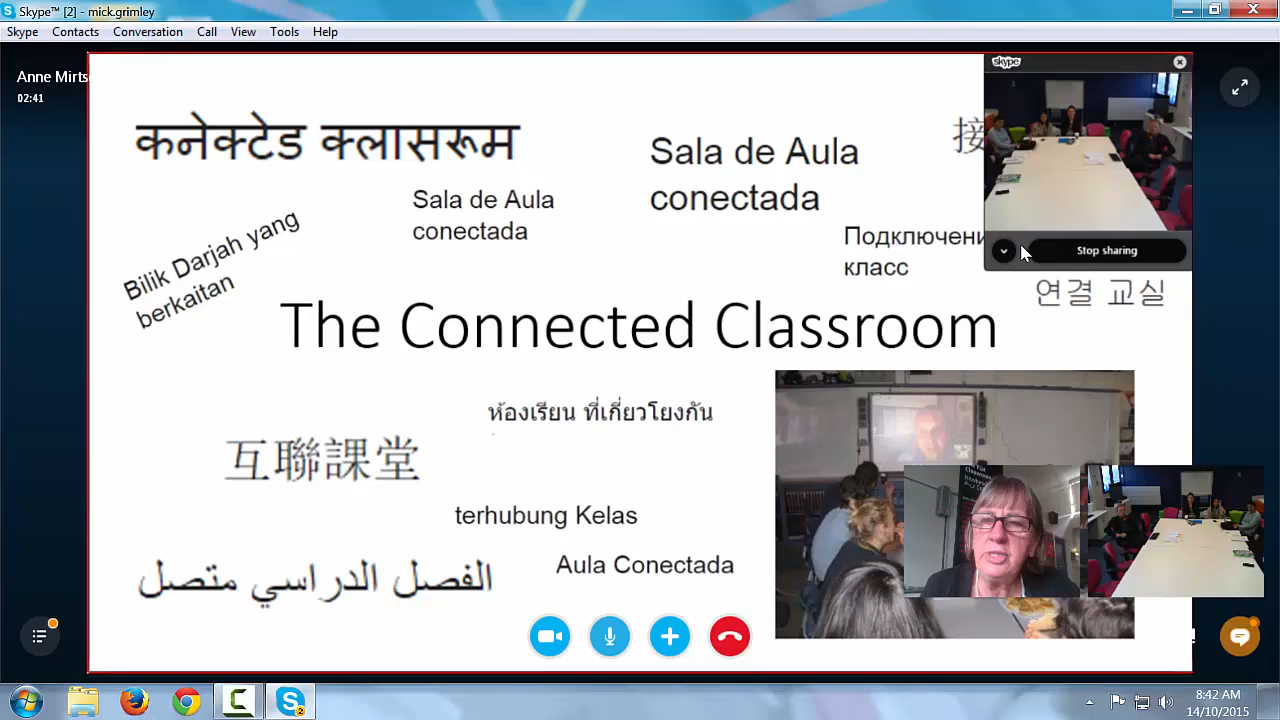 Skype™ [2] - mick.grimley
Skype Contacts Conversation Call View Tools Help
Anne Mirts
02:41
skype
कनेक्टेड क्लासरूम
Sala de Aula
conectada
接
Sala de Aula
conectada
Bilik Darjah yang
berkaitan
Подключени
класс
Stop sharing
연결 교실
The Connected Classroom
ห้องเรียน ที่เกี่ยวโยงกัน
互聯課堂
terhubung Kelas
Aula Conectada
الفصل الدراسي متصل
8:42 AM
14/10/2015